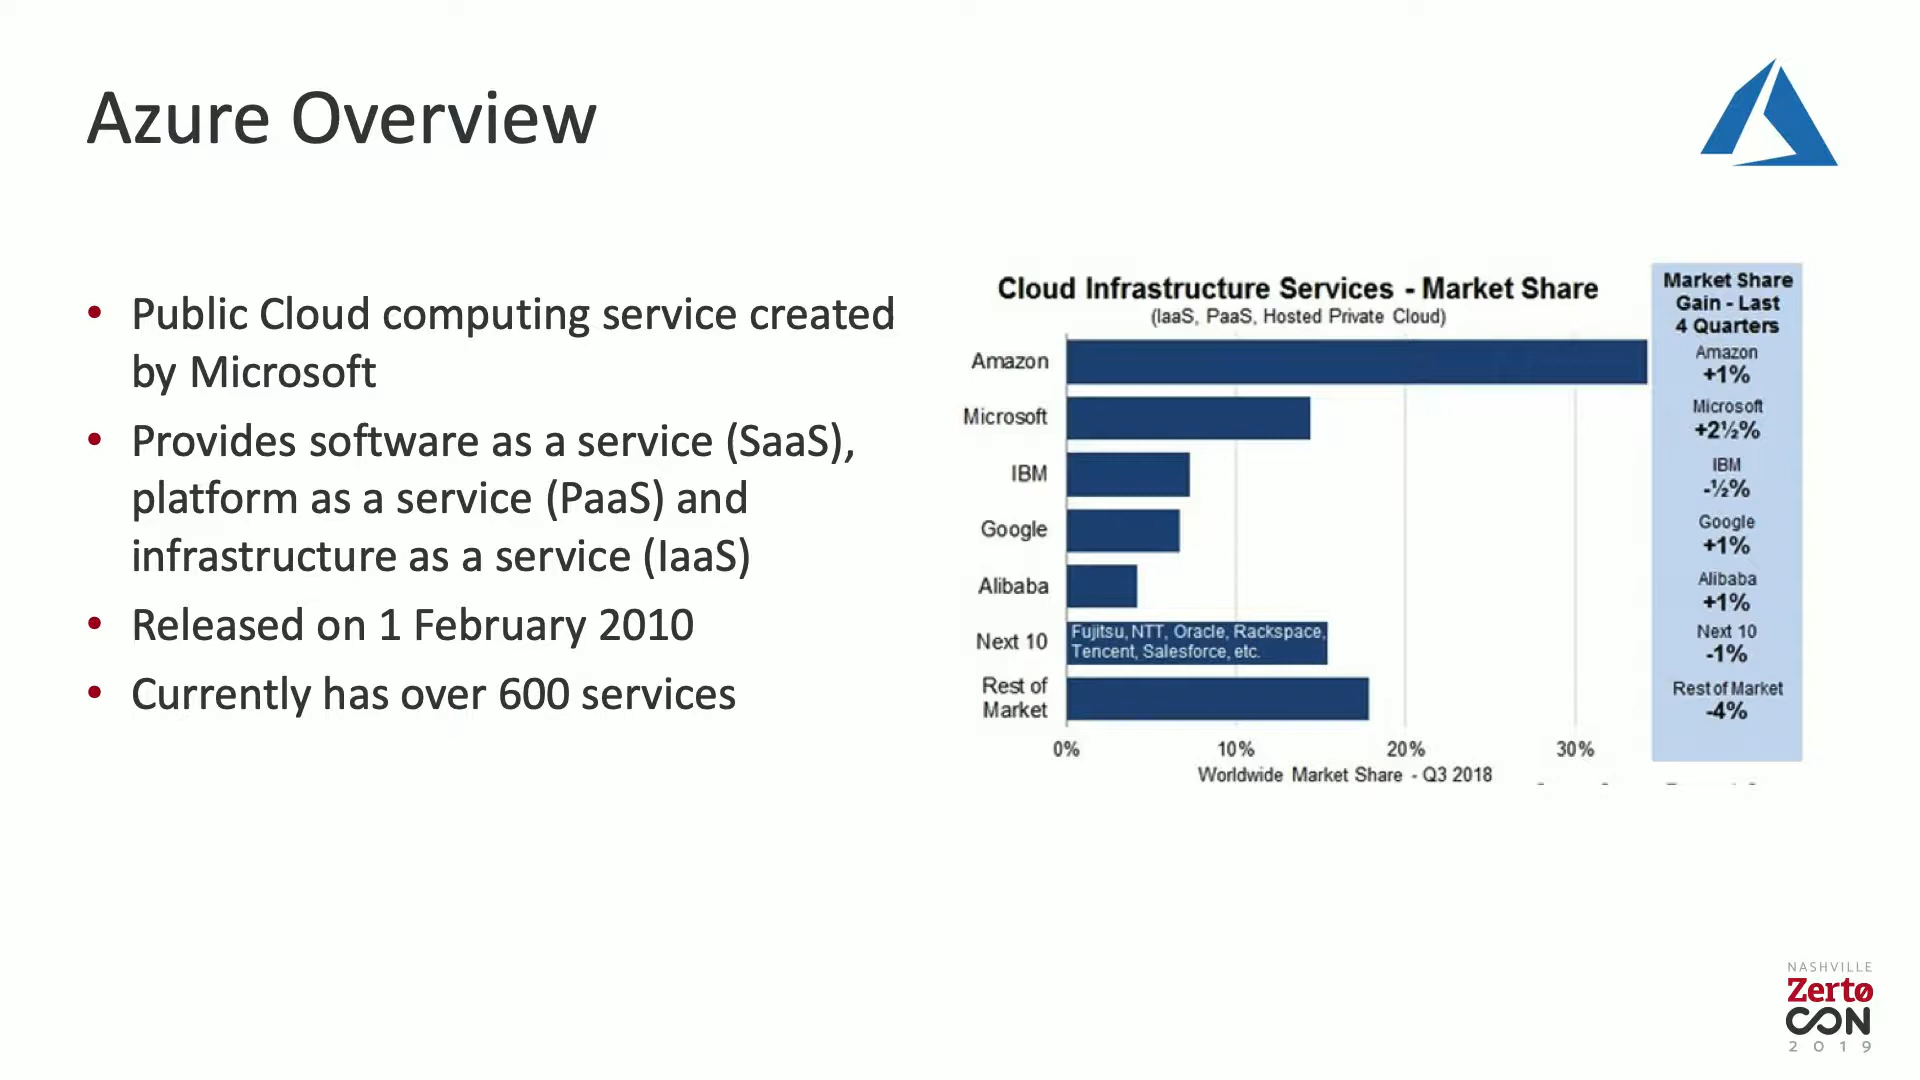 Azure Overview
• Public Cloud computing service created
by Microsoft
• Provides software as a service (SaaS),
platform as a service (PaaS) and
infrastructure as a service (IaaS)
• Released on 1 February 2010
• Currently has over 600 services
Cloud Infrastructure Services - Market Share
(IaaS, PaaS, Hosted Private Cloud)
Amazon
Microsoft
IBM
Google
Alibaba
Next 10
Fujitsu, NTT, Oracle, Rackspace,
Tencent, Salesforce, etc.
Rest of
Market
0% 10% 20% 30%
Worldwide Market Share - Q3 2018
Market Share
Gain - Last
4 Quarters
Amazon
+1%
Microsoft
+2½%
IBM
-½%
Google
+1%
Alibaba
+1%
Next 10
-1%
Rest of Market
-4%
NASHVILLE
Zerto
CON
2019